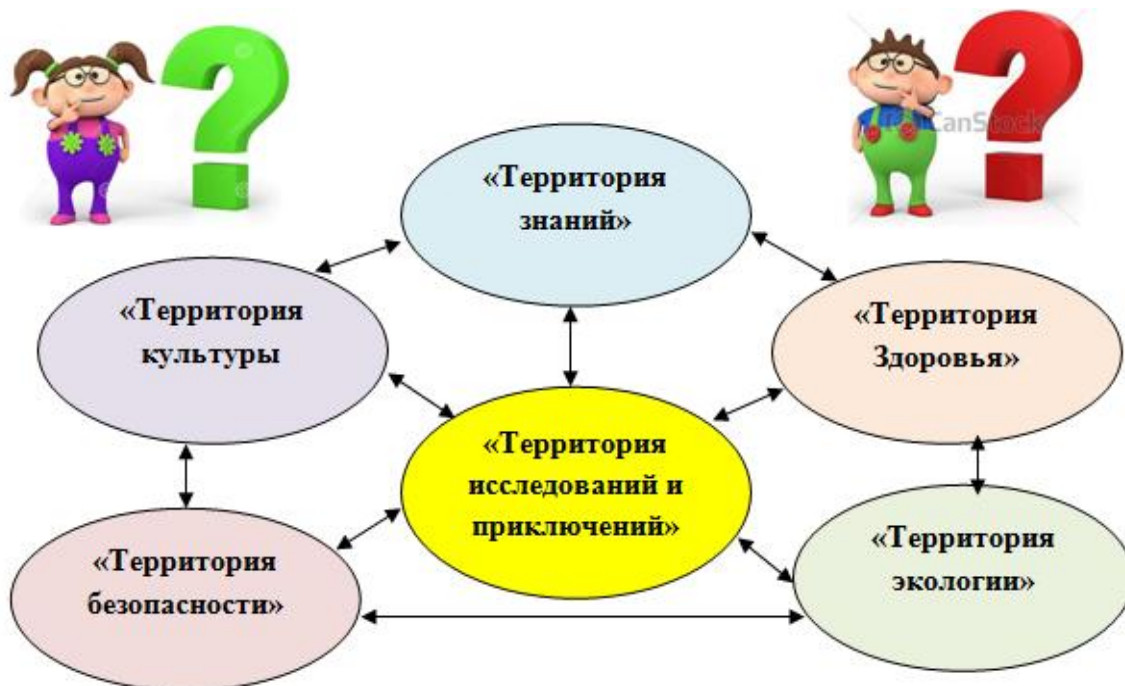 «Территория
знаний»
«Территория
культуры
«Территория
Здоровья»
«Территория
исследований и
приключений»
«Территория
безопасности»
«Территория
экологии»